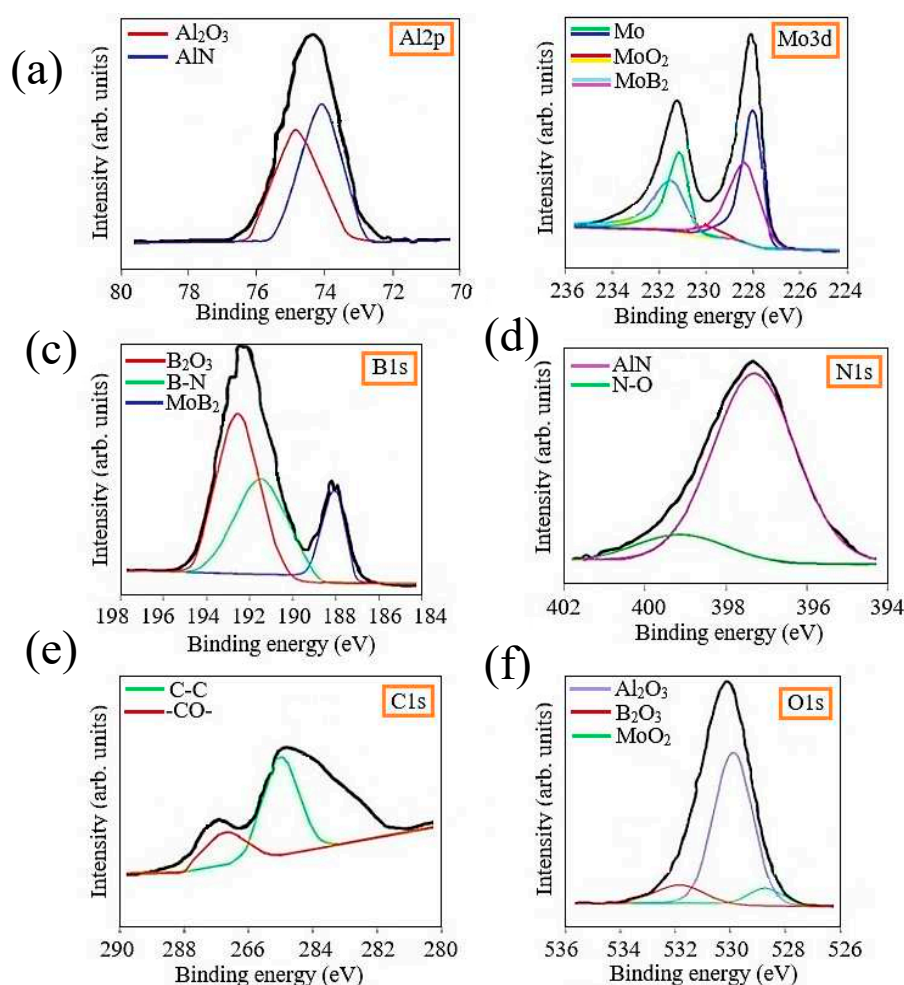 (a)
Al₂O₃
AlN
Al2p
Intensity (arb. units)
80 78 76 74 72 70
Binding energy (eV)
Mo
MoO₂
MoB₂
Mo3d
Intensity (arb. units)
236 234 232 230 228 226 224
Binding energy (eV)
(c)
B₂O₃
B-N
MoB₂
B1s
Intensity (arb. units)
198 196 194 192 190 188 186 184
Binding energy (eV)
(d)
AlN
N-O
N1s
Intensity (arb. units)
402 400 398 396 394
Binding energy (eV)
(e)
C-C
-CO-
C1s
Intensity (arb. units)
290 288 286 284 282 280
Binding energy (eV)
(f)
Al₂O₃
B₂O₃
MoO₂
O1s
Intensity (arb. units)
536 534 532 530 528 526
Binding energy (eV)